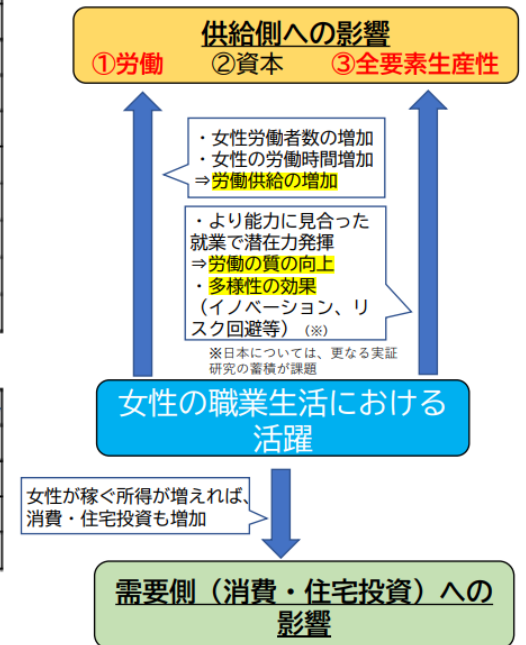 供給側への影響
①労働 ②資本 ③全要素生産性
・女性労働者数の増加
・女性の労働時間増加
⇒労働供給の増加
・より能力に見合った
就業で潜在力発揮
⇒労働の質の向上
・多様性の効果
（イノベーション、リ
スク回避等）（※）
※日本については、更なる実証
研究の蓄積が課題
女性の職業生活における
活躍
女性が稼ぐ所得が増えれば、
消費・住宅投資も増加
需要側（消費・住宅投資）への
影響